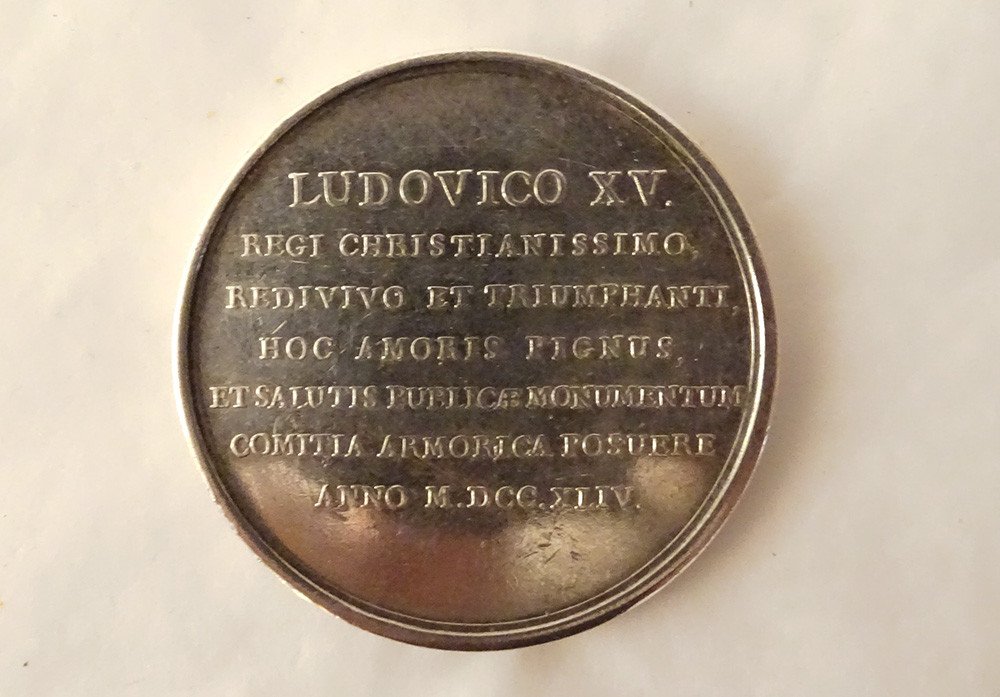 LUDOVICO XV.
REGI CHRISTIANISSIMO,
REDIVIVO ET TRIUMPHANTI,
HOC AMORIS PIGNUS,
ET SALUTIS PUBLICÆ MONUMENTUM
COMITIA ARMORICA POSUERE
ANNO M.DCC.XLIV.